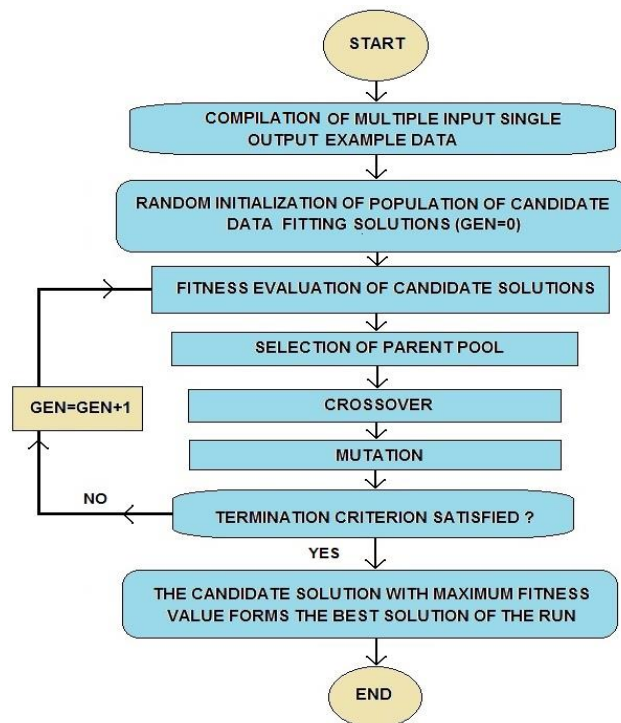 START
COMPILATION OF MULTIPLE INPUT SINGLE
OUTPUT EXAMPLE DATA
RANDOM INITIALIZATION OF POPULATION OF CANDIDATE
DATA FITTING SOLUTIONS (GEN=0)
FITNESS EVALUATION OF CANDIDATE SOLUTIONS
SELECTION OF PARENT POOL
GEN=GEN+1
CROSSOVER
MUTATION
NO
TERMINATION CRITERION SATISFIED ?
YES
THE CANDIDATE SOLUTION WITH MAXIMUM FITNESS
VALUE FORMS THE BEST SOLUTION OF THE RUN
END